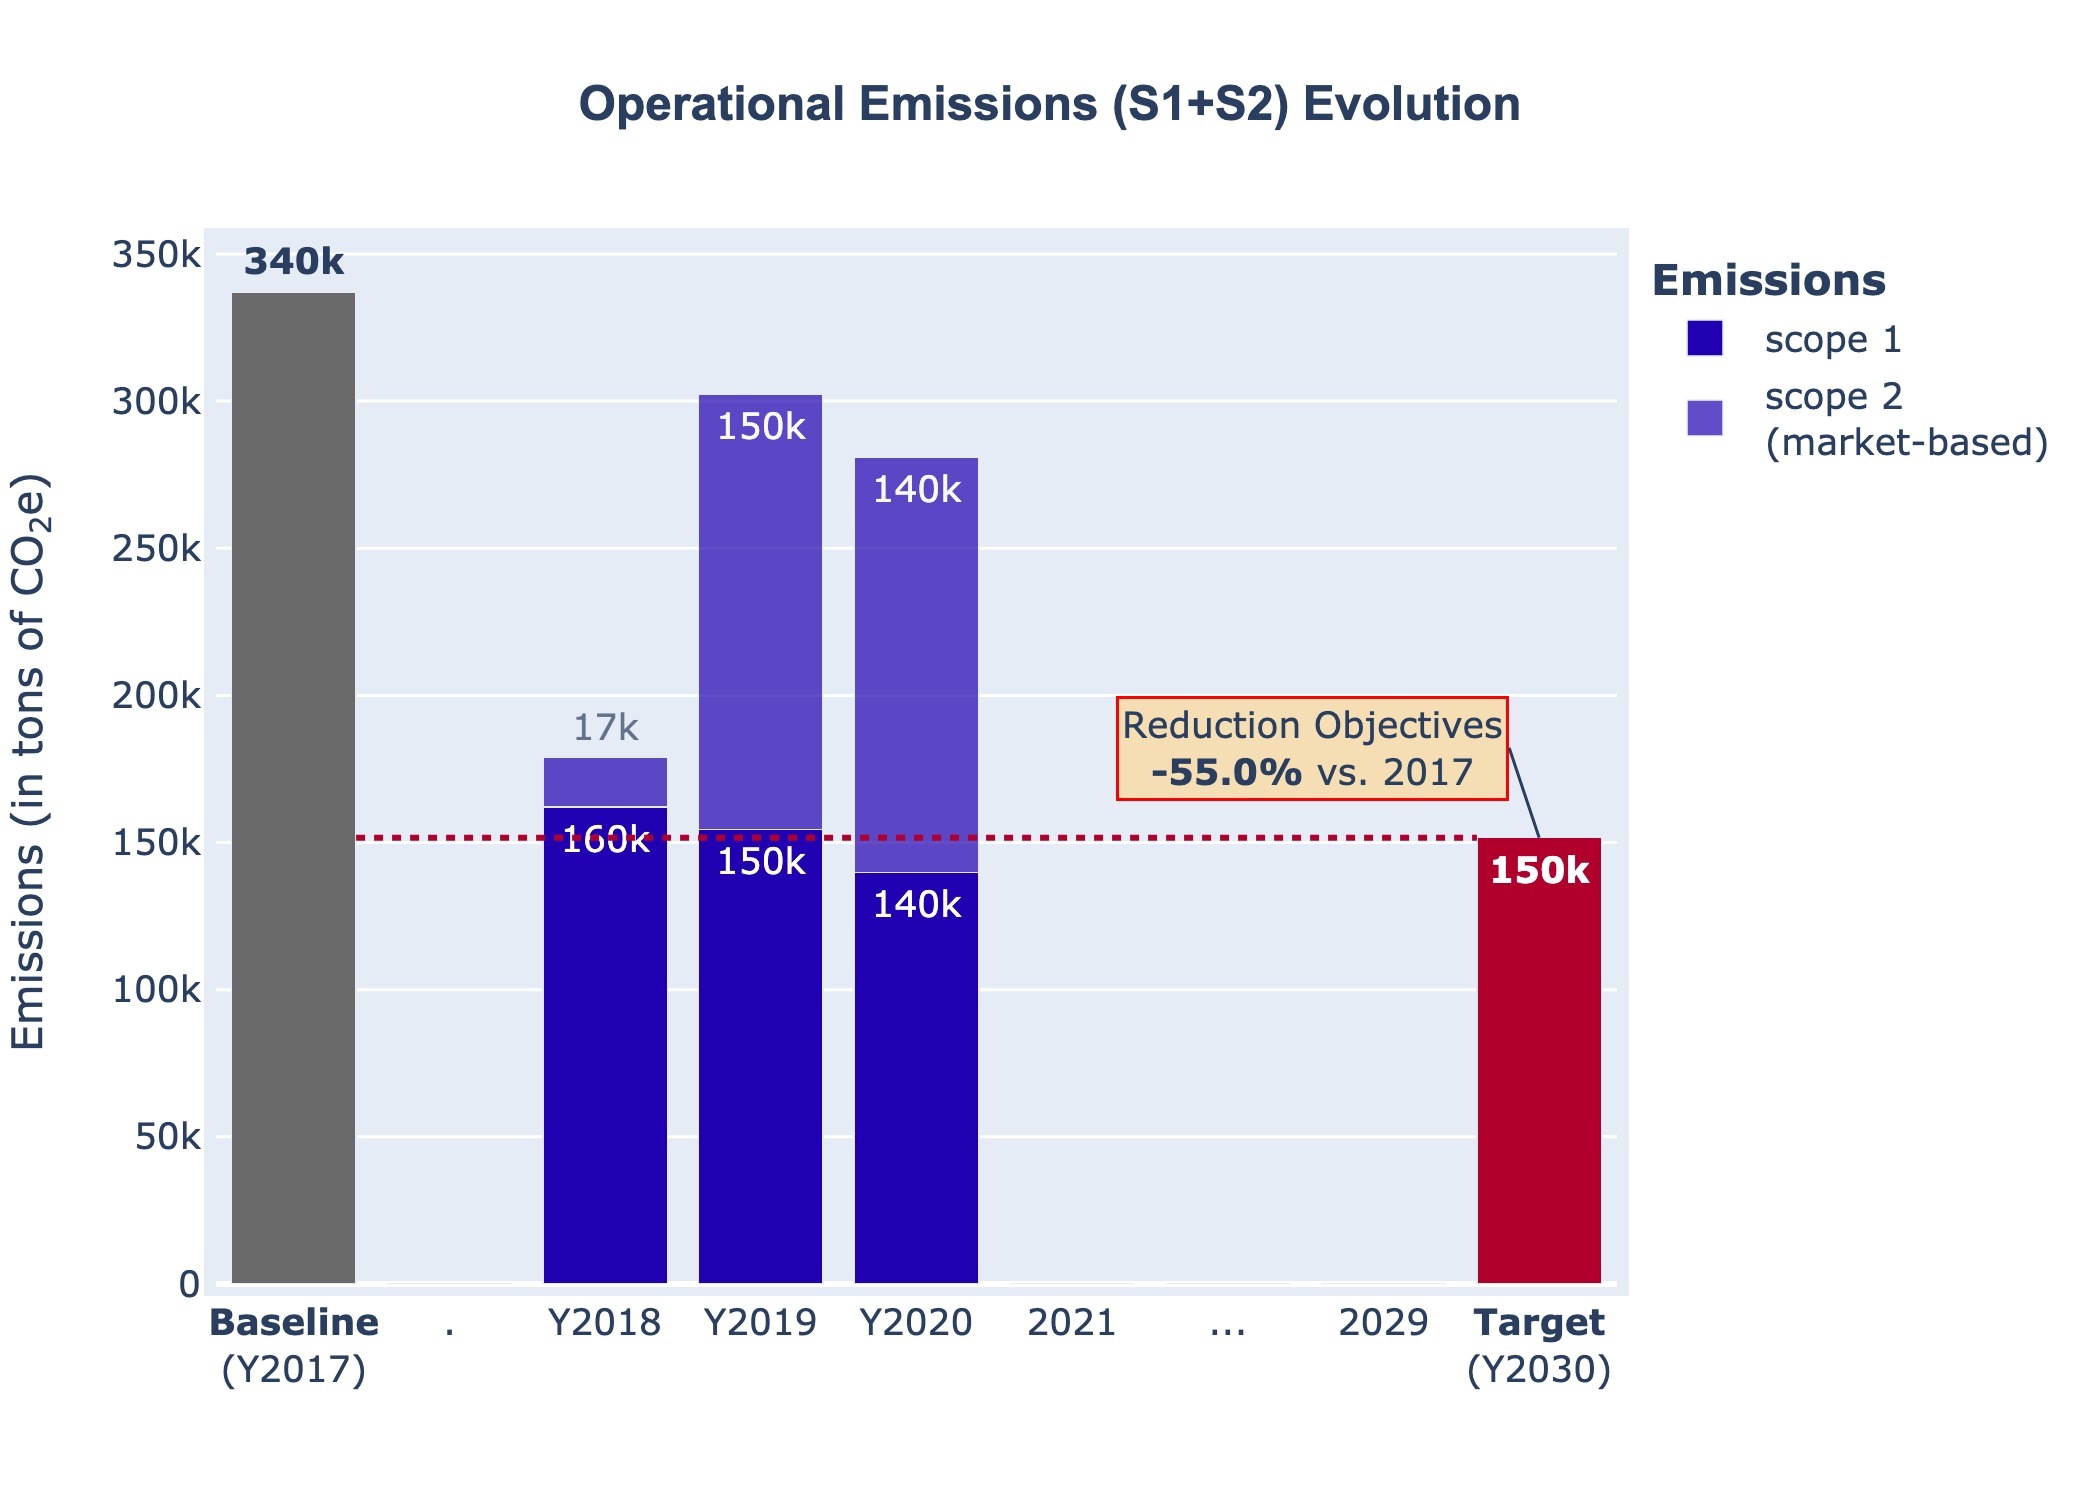 Operational Emissions (S1+S2) Evolution
Emissions (in tons of CO₂e)
350k
300k
250k
200k
150k
100k
50k
0
340k
17k
160k
150k
150k
140k
140k
Reduction Objectives
-55.0% vs. 2017
150k
Baseline
(Y2017)
.
Y2018
Y2019
Y2020
2021
...
2029
Target
(Y2030)
Emissions
scope 1
scope 2
(market-based)